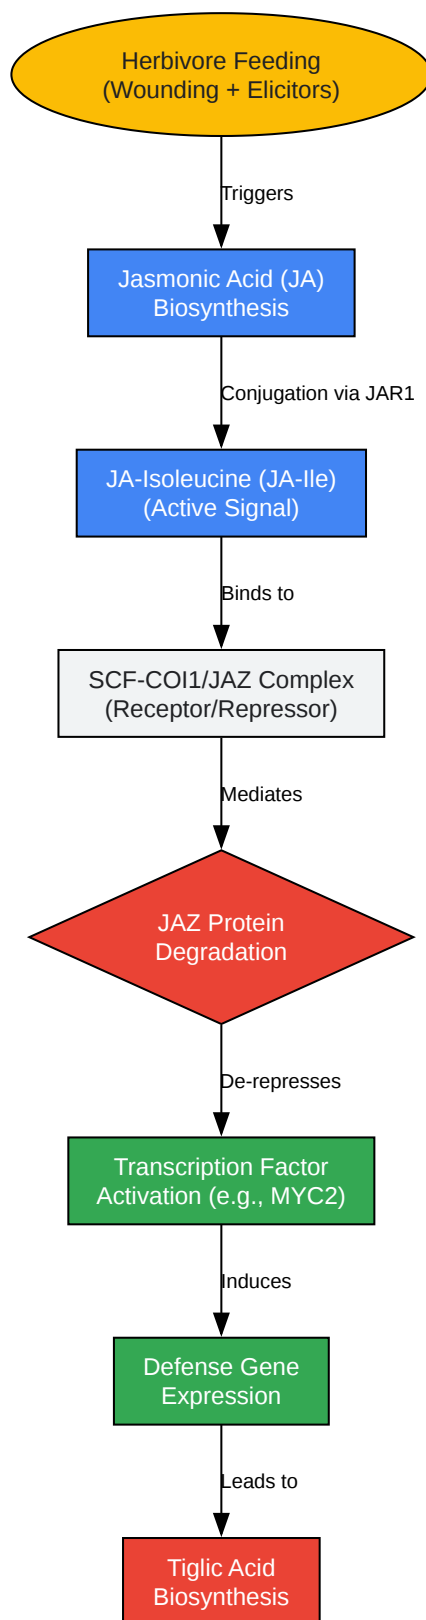 Herbivore Feeding
(Wounding + Elicitors)
Triggers
Jasmonic Acid (JA)
Biosynthesis
Conjugation via JAR1
JA-Isoleucine (JA-Ile)
(Active Signal)
Binds to
SCF-COI1/JAZ Complex
(Receptor/Repressor)
Mediates
JAZ Protein
Degradation
De-represses
Transcription Factor
Activation (e.g., MYC2)
Induces
Defense Gene
Expression
Leads to
Tiglic Acid
Biosynthesis